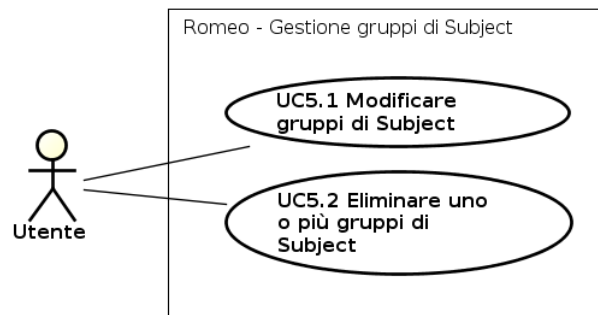 Romeo - Gestione gruppi di Subject
UC5.1 Modificare
gruppi di Subject
UC5.2 Eliminare uno
o più gruppi di
Subject
Utente